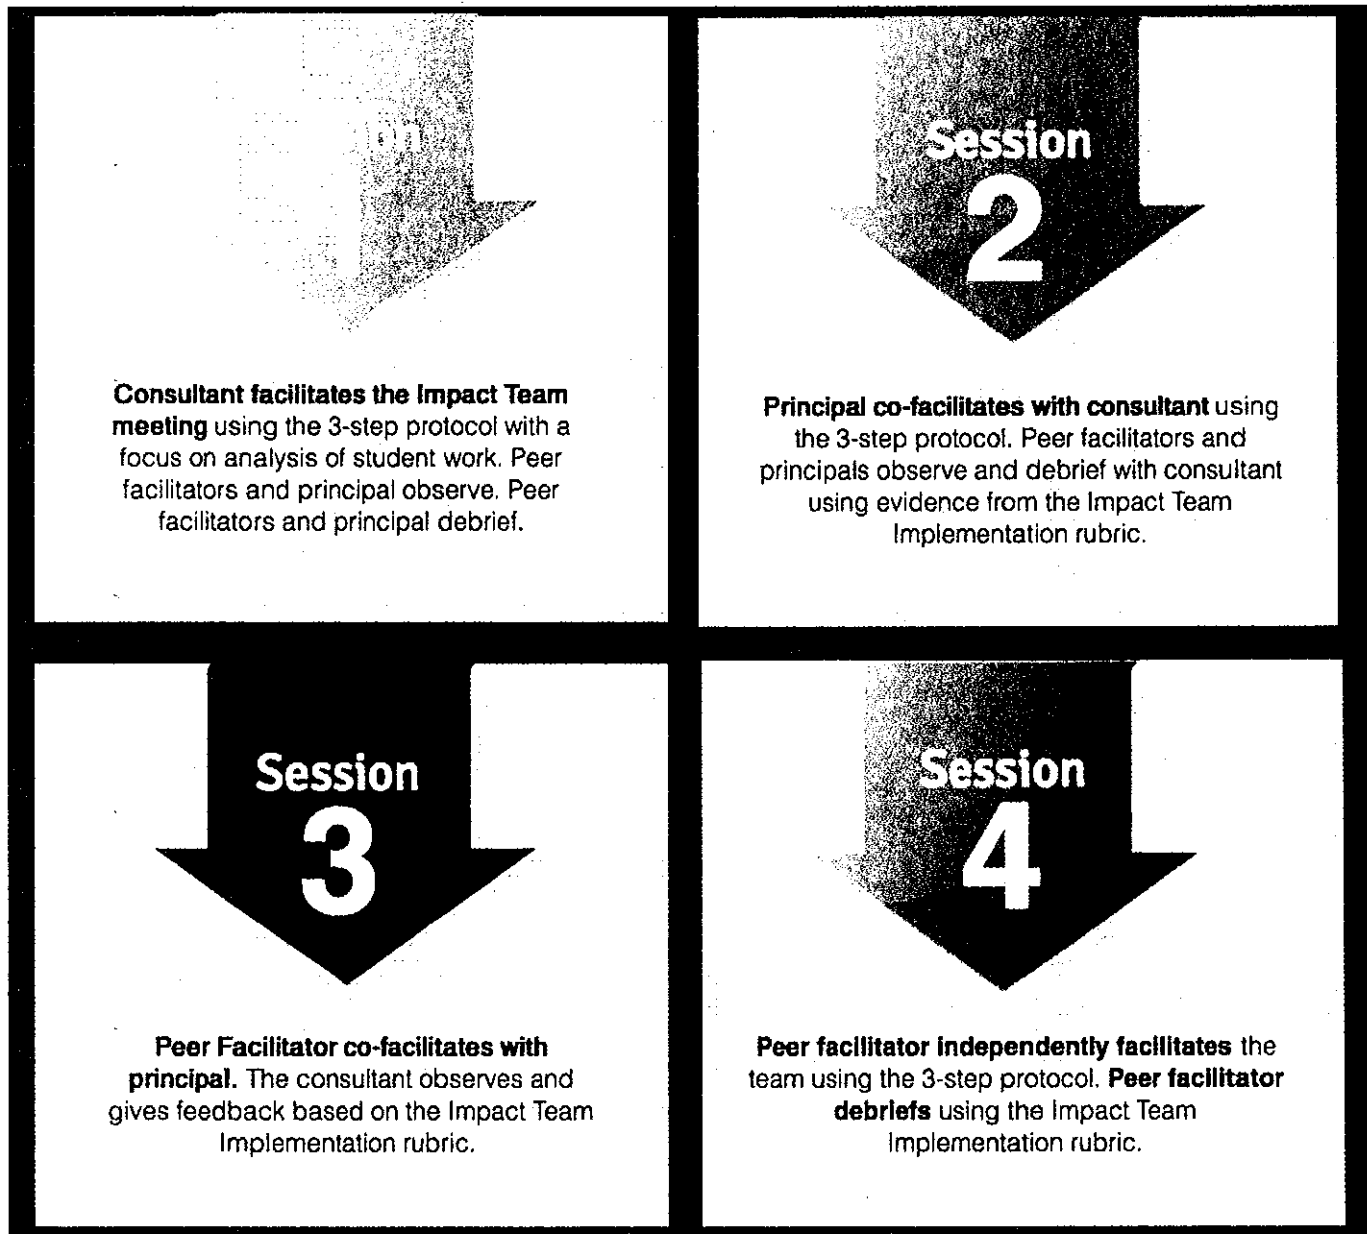 Consultant facilitates the Impact Team
meeting using the 3-step protocol with a
focus on analysis of student work. Peer
facilitators and principal observe. Peer
facilitators and principal debrief.
Session
2
Principal co-facilitates with consultant using
the 3-step protocol. Peer facilitators and
principals observe and debrief with consultant
using evidence from the Impact Team
Implementation rubric.
Session
3
Peer Facilitator co-facilitates with
principal. The consultant observes and
gives feedback based on the Impact Team
Implementation rubric.
Session
4
Peer facilitator independently facilitates the
team using the 3-step protocol. Peer facilitator
debriefs using the Impact Team
Implementation rubric.